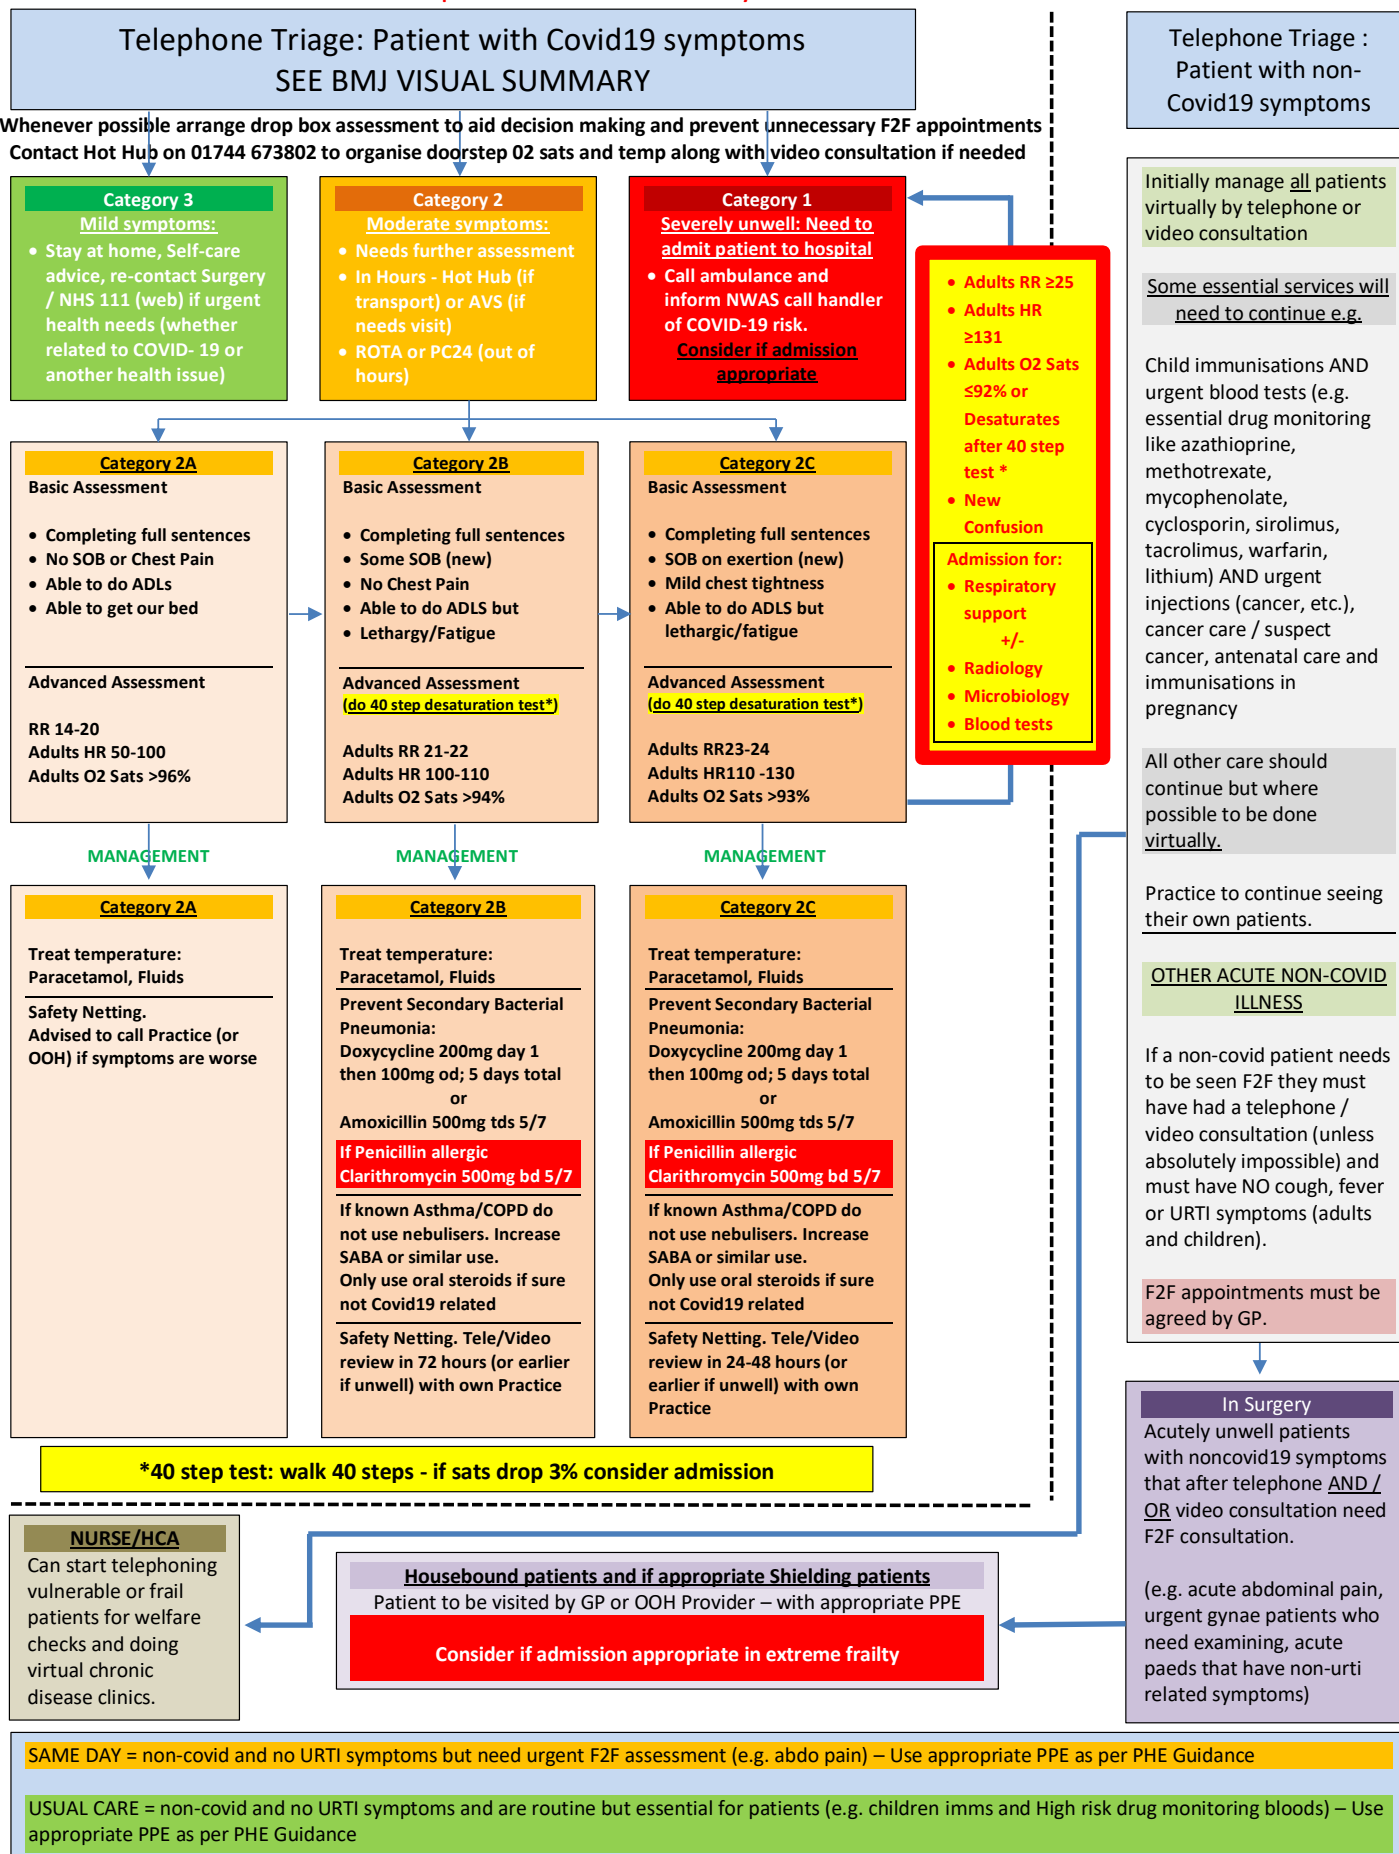 Telephone Triage: Patient with Covid19 symptoms
SEE BMJ VISUAL SUMMARY
Whenever possible arrange drop box assessment to aid decision making and prevent unnecessary F2F appointments
Contact Hot Hub on 01744 673802 to organise doorstep 02 sats and temp along with video consultation if needed
Category 3
Mild symptoms:
• Stay at home, Self-care
advice, re-contact Surgery
/ NHS 111 (web) if urgent
health needs (whether
related to COVID- 19 or
another health issue)
Category 2
Moderate symptoms:
• Needs further assessment
• In Hours - Hot Hub (if
transport) or AVS (if
needs visit)
• ROTA or PC24 (out of
hours)
Category 1
Severely unwell: Need to
admit patient to hospital
• Call ambulance and
inform NWAS call handler
of COVID-19 risk.
Consider if admission
appropriate
• Adults RR ≥25
• Adults HR
≥131
• Adults O2 Sats
≤92% or
Desaturates
after 40 step
test *
• New
Confusion
Admission for:
• Respiratory
support
+/-
• Radiology
• Microbiology
• Blood tests
Category 2A
Basic Assessment
• Completing full sentences
• No SOB or Chest Pain
• Able to do ADLs
• Able to get our bed
Advanced Assessment
RR 14-20
Adults HR 50-100
Adults O2 Sats >96%
Category 2B
Basic Assessment
• Completing full sentences
• Some SOB (new)
• No Chest Pain
• Able to do ADLS but
• Lethargy/Fatigue
Advanced Assessment
(do 40 step desaturation test*)
Adults RR 21-22
Adults HR 100-110
Adults O2 Sats >94%
Category 2C
Basic Assessment
• Completing full sentences
• SOB on exertion (new)
• Mild chest tightness
• Able to do ADLS but
lethargic/fatigue
Advanced Assessment
(do 40 step desaturation test*)
Adults RR23-24
Adults HR110 -130
Adults O2 Sats >93%
MANAGEMENT
MANAGEMENT
MANAGEMENT
Category 2A
Treat temperature:
Paracetamol, Fluids
Safety Netting.
Advised to call Practice (or
OOH) if symptoms are worse
Category 2B
Treat temperature:
Paracetamol, Fluids
Prevent Secondary Bacterial
Pneumonia:
Doxycycline 200mg day 1
then 100mg od; 5 days total
or
Amoxicillin 500mg tds 5/7
If Penicillin allergic
Clarithromycin 500mg bd 5/7
If known Asthma/COPD do
not use nebulisers. Increase
SABA or similar use.
Only use oral steroids if sure
not Covid19 related
Safety Netting. Tele/Video
review in 72 hours (or earlier
if unwell) with own Practice
Category 2C
Treat temperature:
Paracetamol, Fluids
Prevent Secondary Bacterial
Pneumonia:
Doxycycline 200mg day 1
then 100mg od; 5 days total
or
Amoxicillin 500mg tds 5/7
If Penicillin allergic
Clarithromycin 500mg bd 5/7
If known Asthma/COPD do
not use nebulisers. Increase
SABA or similar use.
Only use oral steroids if sure
not Covid19 related
Safety Netting. Tele/Video
review in 24-48 hours (or
earlier if unwell) with own
Practice
*40 step test: walk 40 steps - if sats drop 3% consider admission
Telephone Triage :
Patient with non-
Covid19 symptoms
Initially manage all patients
virtually by telephone or
video consultation
Some essential services will
need to continue e.g.
Child immunisations AND
urgent blood tests (e.g.
essential drug monitoring
like azathioprine,
methotrexate,
mycophenolate,
cyclosporin, sirolimus,
tacrolimus, warfarin,
lithium) AND urgent
injections (cancer, etc.),
cancer care / suspect
cancer, antenatal care and
immunisations in
pregnancy
All other care should
continue but where
possible to be done
virtually.
Practice to continue seeing
their own patients.
OTHER ACUTE NON-COVID
ILLNESS
If a non-covid patient needs
to be seen F2F they must
have had a telephone /
video consultation (unless
absolutely impossible) and
must have NO cough, fever
or URTI symptoms (adults
and children).
F2F appointments must be
agreed by GP.
In Surgery
Acutely unwell patients
with noncovid19 symptoms
that after telephone AND /
OR video consultation need
F2F consultation.
(e.g. acute abdominal pain,
urgent gynae patients who
need examining, acute
paeds that have non-urti
related symptoms)
NURSE/HCA
Can start telephoning
vulnerable or frail
patients for welfare
checks and doing
virtual chronic
disease clinics.
Housebound patients and if appropriate Shielding patients
Patient to be visited by GP or OOH Provider – with appropriate PPE
Consider if admission appropriate in extreme frailty
SAME DAY = non-covid and no URTI symptoms but need urgent F2F assessment (e.g. abdo pain) – Use appropriate PPE as per PHE Guidance
USUAL CARE = non-covid and no URTI symptoms and are routine but essential for patients (e.g. children imms and High risk drug monitoring bloods) – Use
appropriate PPE as per PHE Guidance